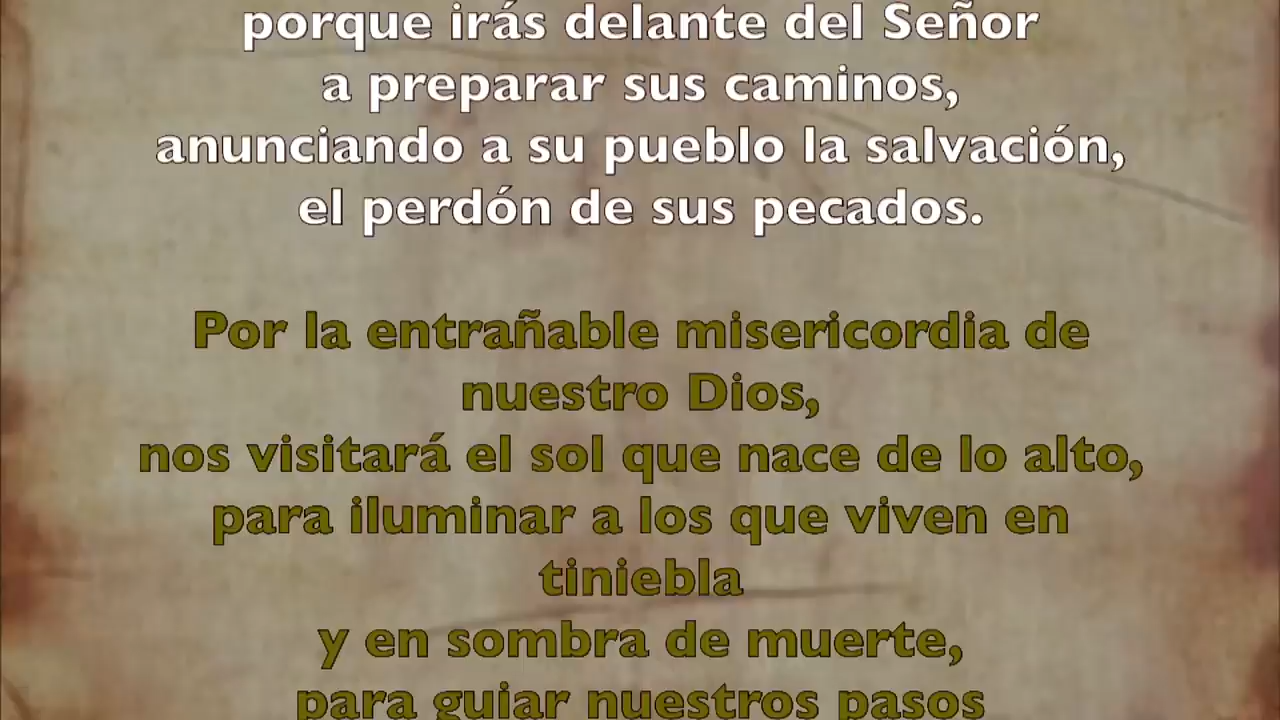 porque irás delante del Señor
a preparar sus caminos,
anunciando a su pueblo la salvación,
el perdón de sus pecados.
Por la entrañable misericordia de
nuestro Dios,
nos visitará el sol que nace de lo alto,
para iluminar a los que viven en
tiniebla
y en sombra de muerte,
para guiar nuestros pasos